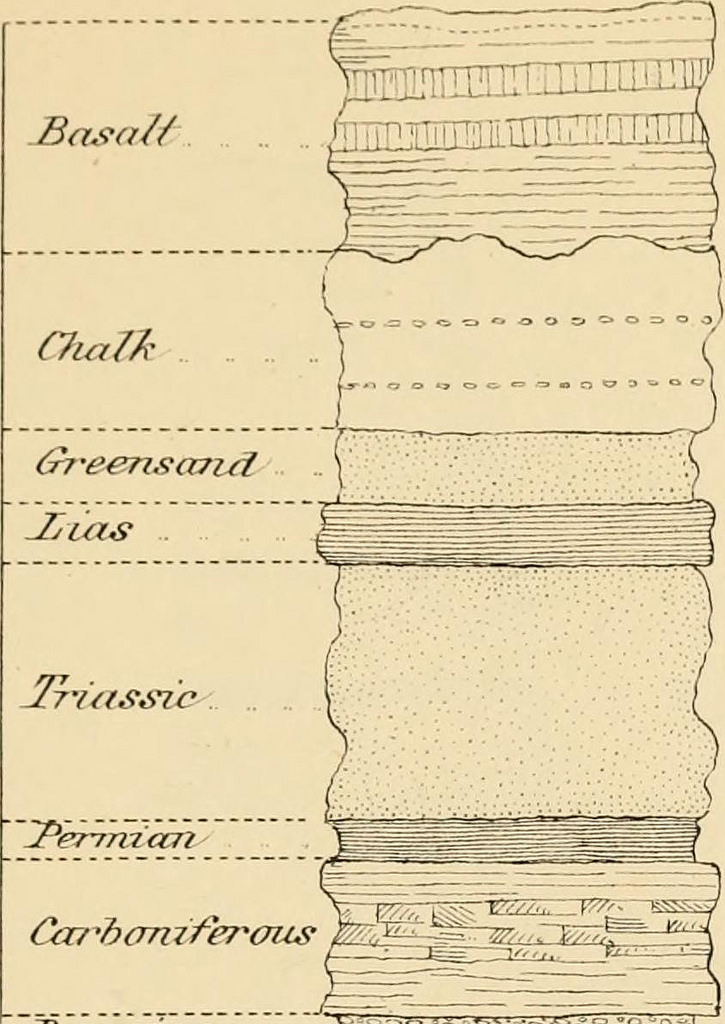 Basalt
Chalk
Greensand
Lias
Triassic
Permian
Carboniferous